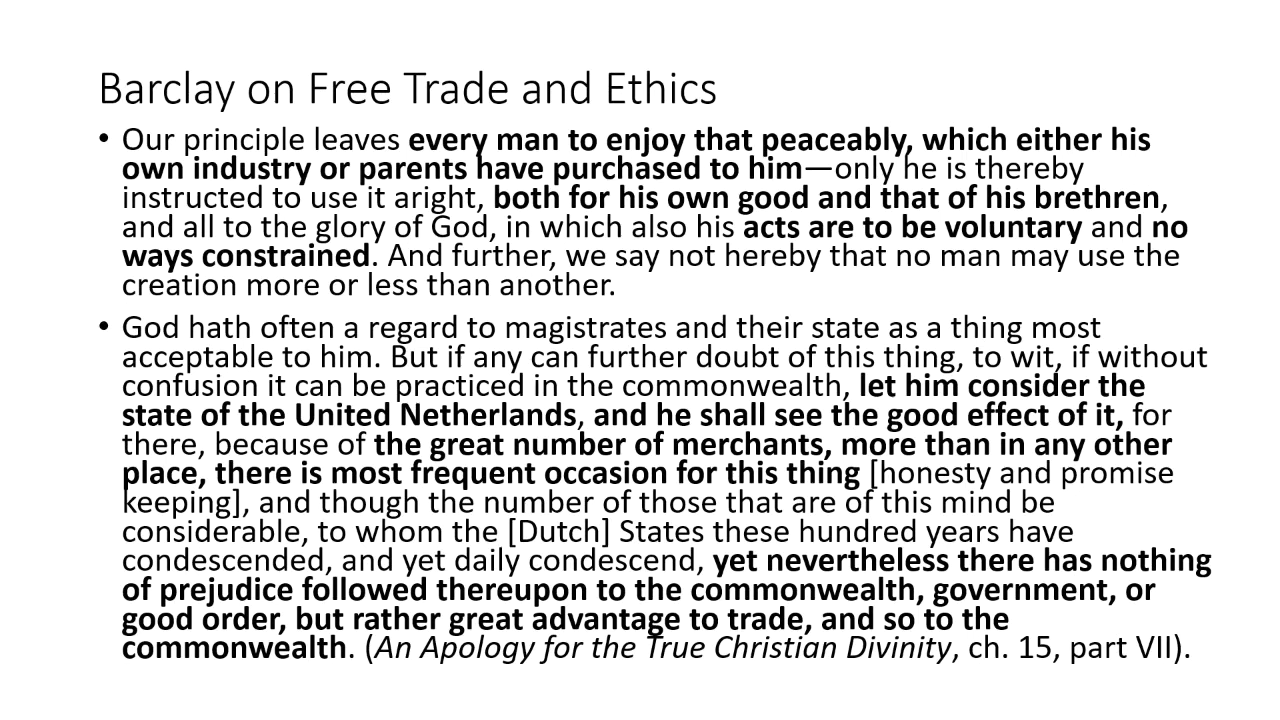 Barclay on Free Trade and Ethics
• Our principle leaves every man to enjoy that peaceably, which either his
own industry or parents have purchased to him—only he is thereby
instructed to use it aright, both for his own good and that of his brethren,
and all to the glory of God, in which also his acts are to be voluntary and no
ways constrained. And further, we say not hereby that no man may use the
creation more or less than another.
• God hath often a regard to magistrates and their state as a thing most
acceptable to him. But if any can further doubt of this thing, to wit, if without
confusion it can be practiced in the commonwealth, let him consider the
state of the United Netherlands, and he shall see the good effect of it, for
there, because of the great number of merchants, more than in any other
place, there is most frequent occasion for this thing [honesty and promise
keeping], and though the number of those that are of this mind be
considerable, to whom the [Dutch] States these hundred years have
condescended, and yet daily condescend, yet nevertheless there has nothing
of prejudice followed thereupon to the commonwealth, government, or
good order, but rather great advantage to trade, and so to the
commonwealth. (An Apology for the True Christian Divinity, ch. 15, part VII).